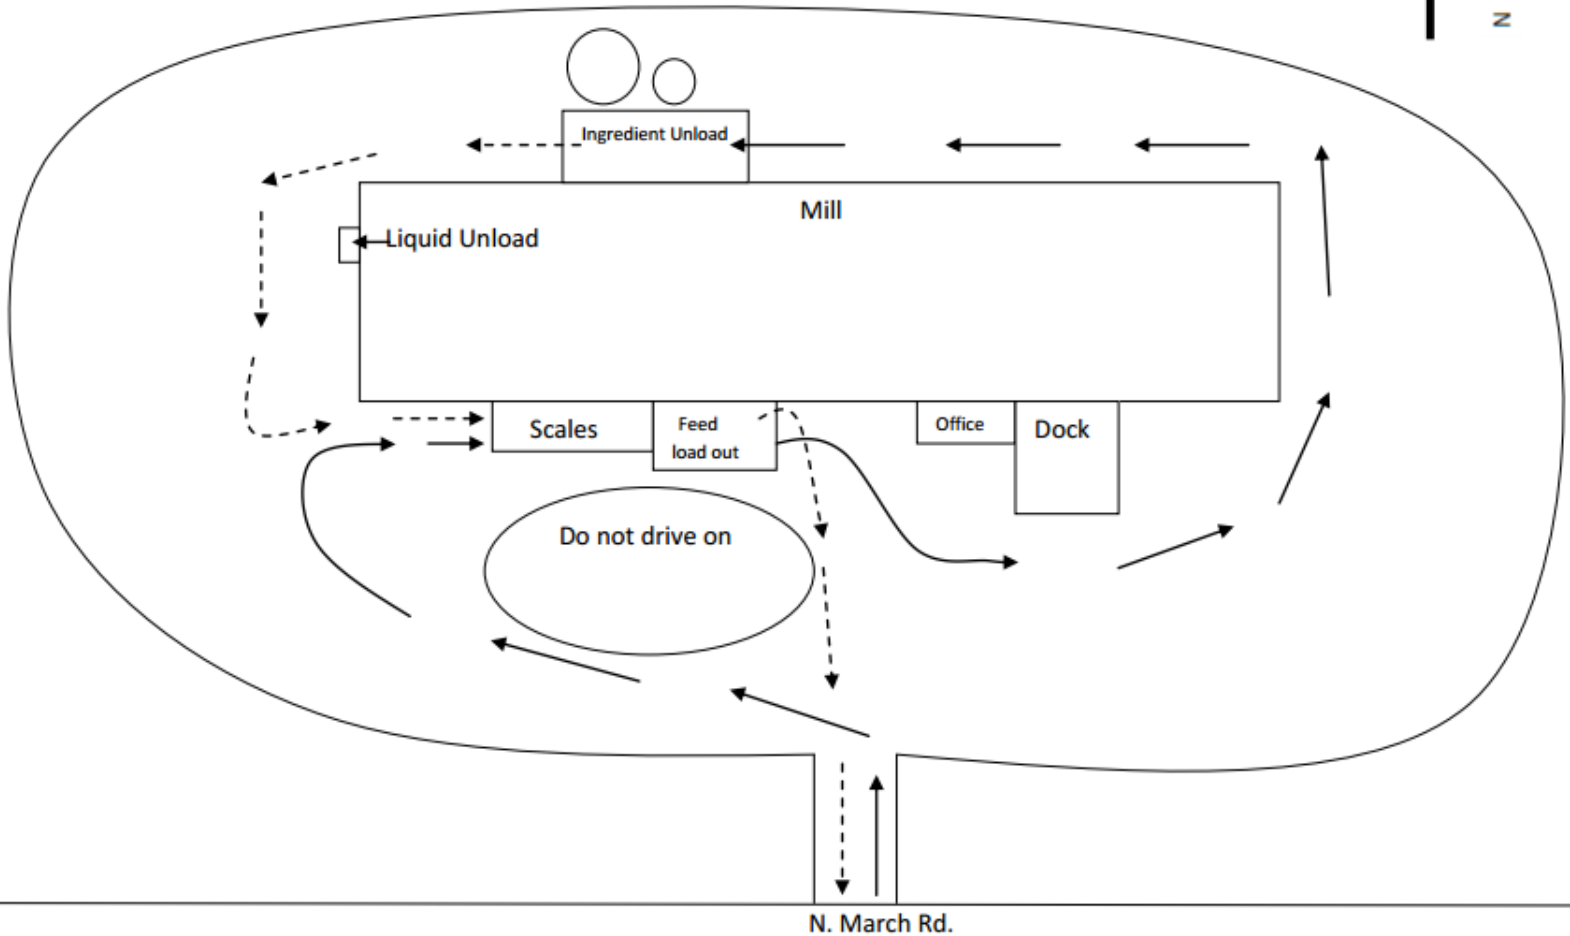 N
Ingredient Unload
Mill
Liquid Unload
Scales
Feed
load out
Office
Dock
Do not drive on
N. March Rd.